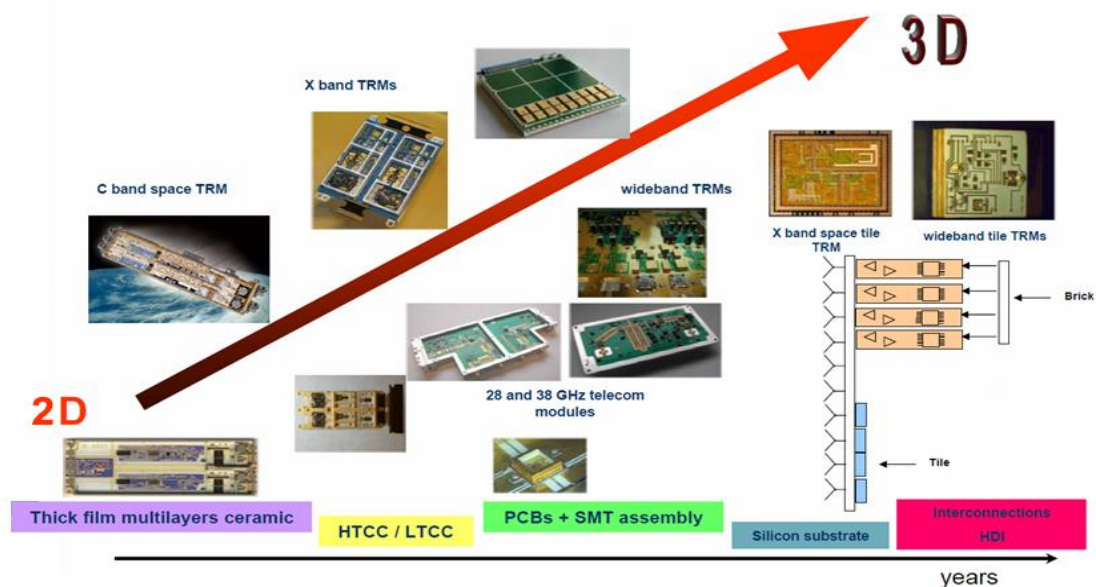 3D
X band TRMs
C band space TRM
wideband TRMs
X band space tile
TRM
wideband tile TRMs
Brick
2D
28 and 38 GHz telecom
modules
Tile
Thick film multilayers ceramic
HTCC / LTCC
PCBs + SMT assembly
Silicon substrate
Interconnections
HDI
years